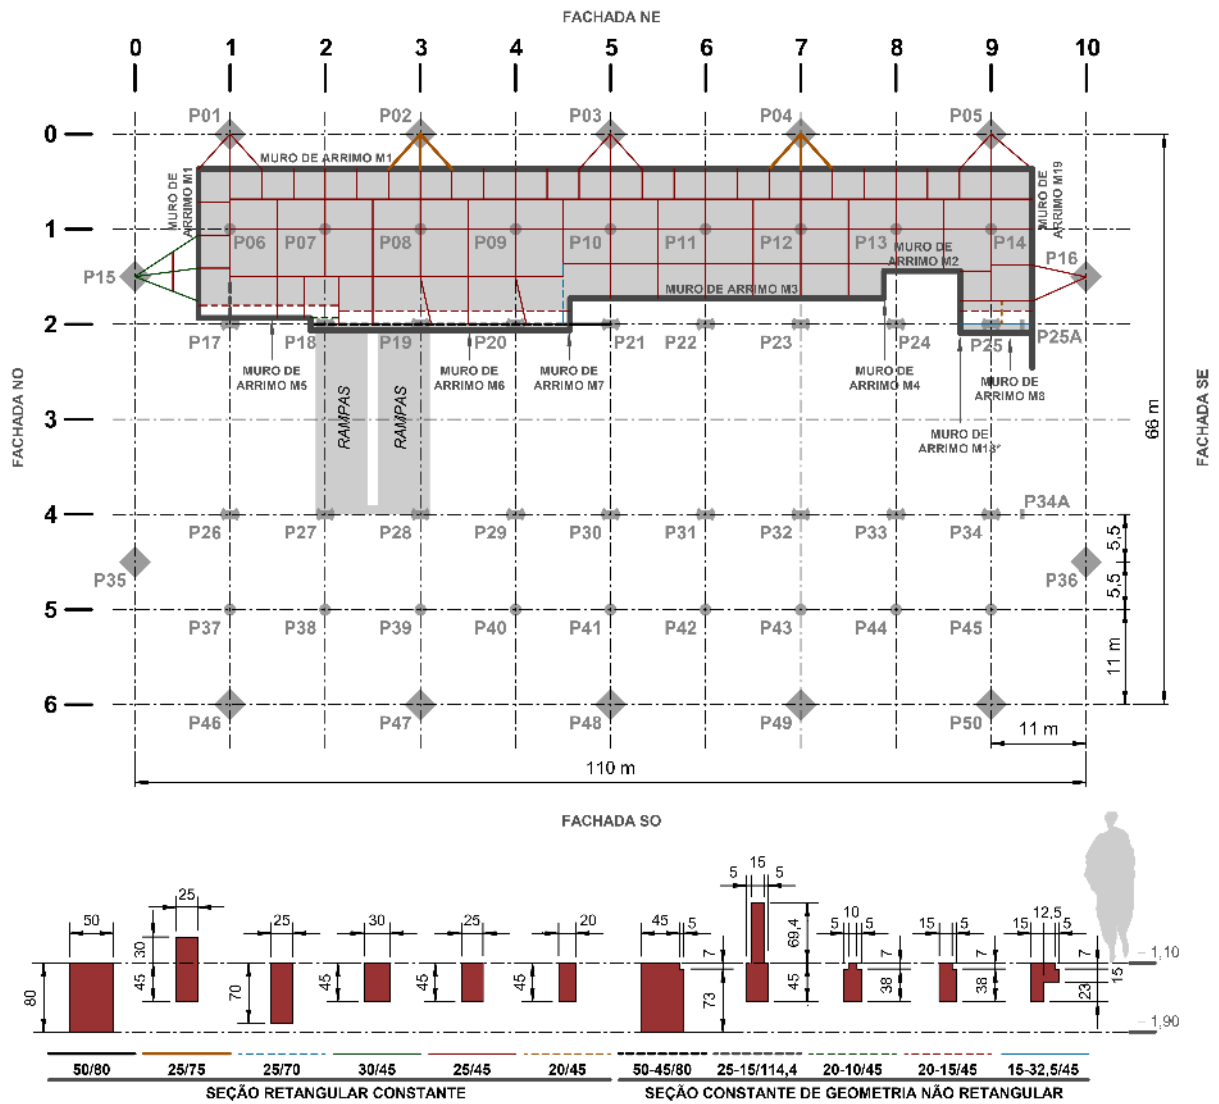 FACHADA NE
0 1 2 3 4 5 6 7 8 9 10
P01 P02 P03 P04 P05
0
MURO DE ARRIMO M1
MURO DE
ARRIMO M1
MURO DE
ARRIMO M19
1
P06 P07 P08 P09 P10 P11 P12 P13 P14
MURO DE
ARRIMO M2
P15
P16
MURO DE ARRIMO M3
2
P17 P18 P19 P20 P21 P22 P23 P24 P25 P25A
MURO DE
ARRIMO M5
MURO DE
ARRIMO M6
MURO DE
ARRIMO M7
MURO DE
ARRIMO M4
MURO DE
ARRIMO M8
RAMPAS
RAMPAS
3
MURO DE
ARRIMO M18*
FACHADA NO
FACHADA SE
66 m
4
P34A
P26 P27 P28 P29 P30 P31 P32 P33 P34
5,5
5,5
P35
P36
5
P37 P38 P39 P40 P41 P42 P43 P44 P45
11 m
6
P46 P47 P48 P49 P50
11 m
110 m
FACHADA SO
50
80
25
30
45
25
70
30
45
25
45
20
45
45 5
7
73
5 15 5
69,4
45
5 10 5
7
38
15 5
7
38
15 12,5 5
7
15
23
– 1,10
– 1,90
50/80 25/75 25/70 30/45 25/45 20/45 50-45/80 25-15/114,4 20-10/45 20-15/45 15-32,5/45
SEÇÃO RETANGULAR CONSTANTE
SEÇÃO CONSTANTE DE GEOMETRIA NÃO RETANGULAR